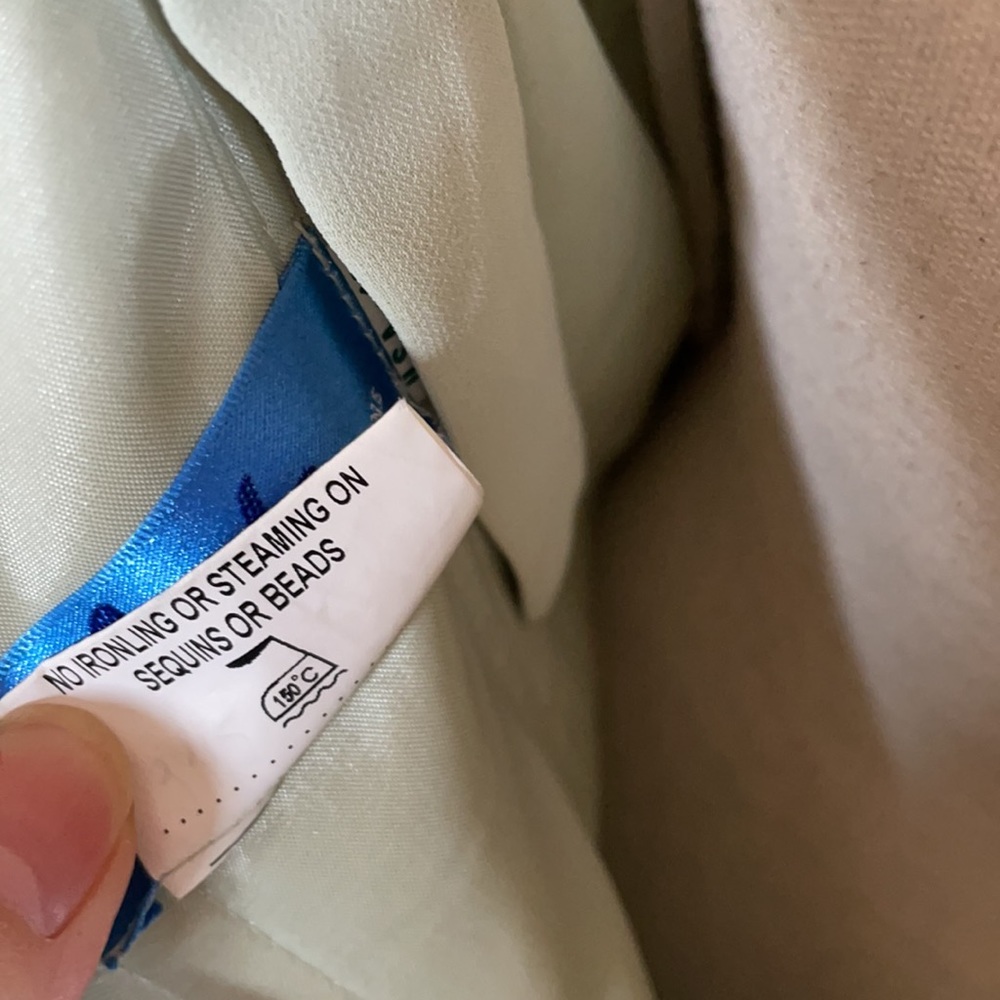 NO IRONLING OR STEAMING ON
SEQUINS OR BEADS
150°C